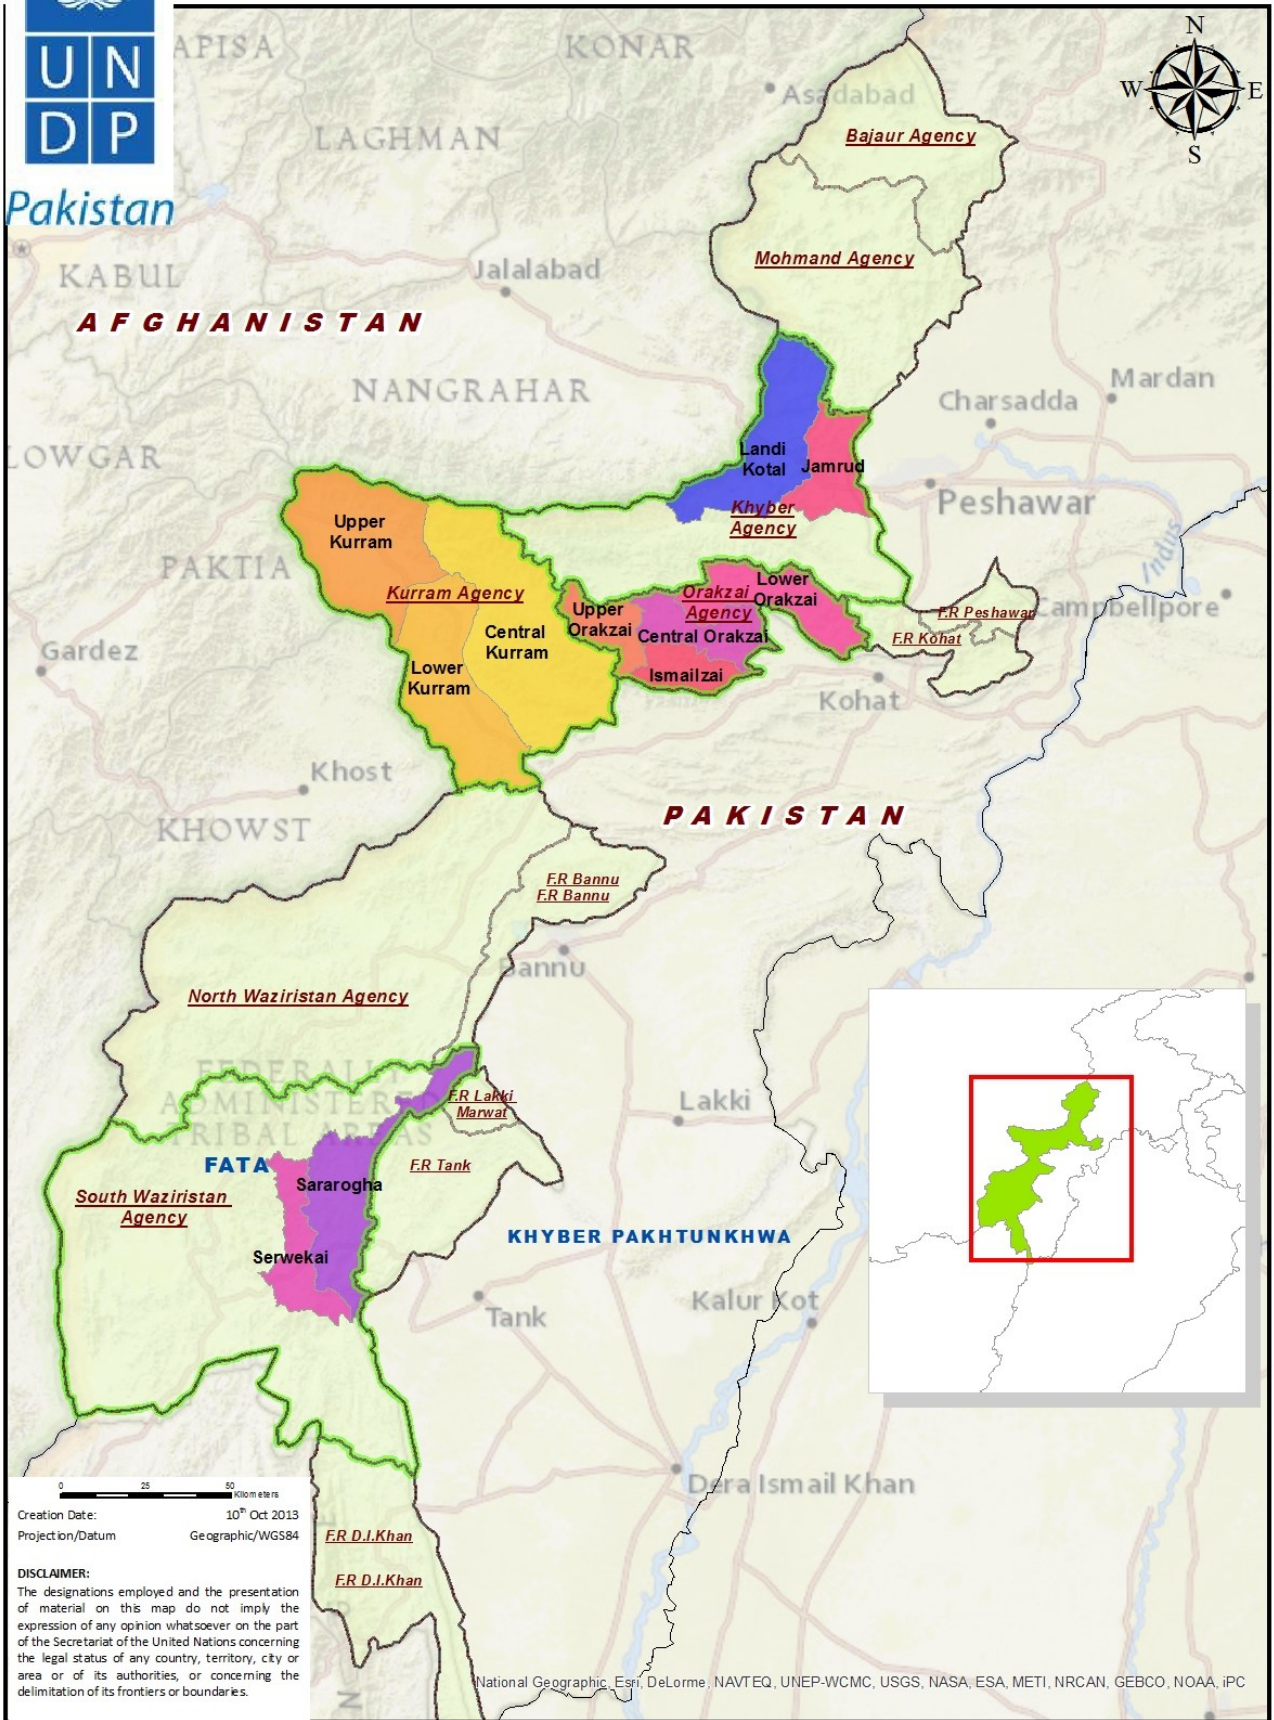 UN
DP
Pakistan
N
W
E
S
APISA
KONAR
Asadabad
LAGHMAN
Bajaur Agency
Mohmand Agency
KABUL
Jalalabad
AFGHANISTAN
NANGRAHAR
Mardan
Charsadda
LOWGAR
Landi
Kotal
Jamrud
Peshawar
Khyber
Agency
Upper
Kurram
PAKTIA
Indus
Kurram Agency
Upper
Orakzai
Orakzai
Agency
Lower
Orakzai
Campbellpore
F.R Peshawar
F.R Kohat
Central Orakzai
Central
Kurram
Gardez
Lower
Kurram
Ismailzai
Kohat
Khost
PAKISTAN
KHOWST
F.R Bannu
F.R Bannu
Bannu
North Waziristan Agency
FEDERALLY
ADMINISTERED
TRIBAL AREAS
F.R Lakki
Marwat
Lakki
FATA
F.R Tank
Sararogha
South Waziristan
Agency
KHYBER PAKHTUNKHWA
Serwekai
Tank
Kalur Kot
Dera Ismail Khan
0 25 50
Kilometers
Creation Date: 10th Oct 2013
Projection/Datum Geographic/WGS84
F.R D.I.Khan
F.R D.I.Khan
DISCLAIMER:
The designations employed and the presentation
of material on this map do not imply the
expression of any opinion whatsoever on the part
of the Secretariat of the United Nations concerning
the legal status of any country, territory, city or
area or of its authorities, or concerning the
delimitation of its frontiers or boundaries.
National Geographic, Esri, DeLorme, NAVTEQ, UNEP-WCMC, USGS, NASA, ESA, METI, NRCAN, GEBCO, NOAA, iPC